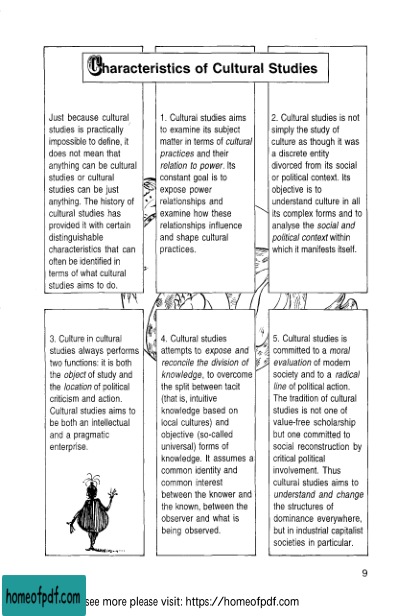 Characteristics of Cultural Studies
Just because cultural
studies is practically
impossible to define, it
does not mean that
anything can be cultural
studies or cultural
studies can be just
anything. The history of
cultural studies has
provided it with certain
distinguishable
characteristics that can
often be identified in
terms of what cultural
studies aims to do.
1. Cultural studies aims
to examine its subject
matter in terms of cultural
practices and their
relation to power. Its
constant goal is to
expose power
relationships and
examine how these
relationships influence
and shape cultural
practices.
2. Cultural studies is not
simply the study of
culture as though it was
a discrete entity
divorced from its social
or political context. Its
objective is to
understand culture in all
its complex forms and to
analyse the social and
political context within
which it manifests itself.
3. Culture in cultural
studies always performs
two functions: it is both
the object of study and
the location of political
criticism and action.
Cultural studies aims to
be both an intellectual
and a pragmatic
enterprise.
4. Cultural studies
attempts to expose and
reconcile the division of
knowledge, to overcome
the split between tacit
(that is, intuitive
knowledge based on
local cultures) and
objective (so-called
universal) forms of
knowledge. It assumes a
common identity and
common interest
between the knower and
the known, between the
observer and what is
being observed.
5. Cultural studies is
committed to a moral
evaluation of modern
society and to a radical
line of political action.
The tradition of cultural
studies is not one of
value-free scholarship
but one committed to
social reconstruction by
critical political
involvement. Thus
cultural studies aims to
understand and change
the structures of
dominance everywhere,
but in industrial capitalist
societies in particular.
9
homeofpdf.com
see more please visit: https://homeofpdf.com